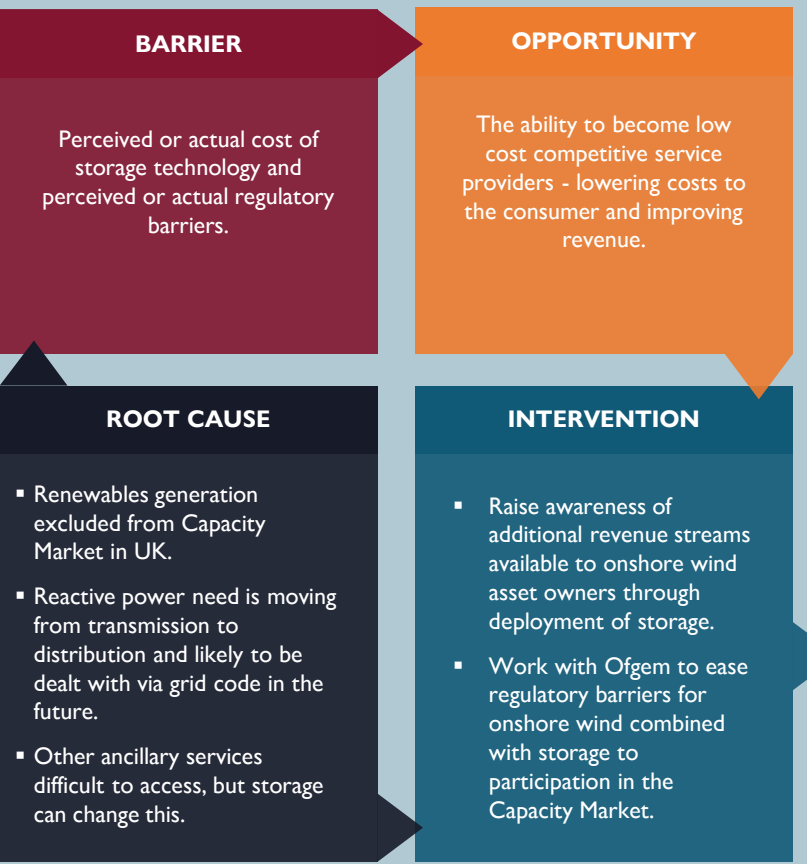 BARRIER
Perceived or actual cost of
storage technology and
perceived or actual regulatory
barriers.
OPPORTUNITY
The ability to become low
cost competitive service
providers - lowering costs to
the consumer and improving
revenue.
ROOT CAUSE
▪ Renewables generation
excluded from Capacity
Market in UK.
▪ Reactive power need is moving
from transmission to
distribution and likely to be
dealt with via grid code in the
future.
▪ Other ancillary services
difficult to access, but storage
can change this.
INTERVENTION
▪ Raise awareness of
additional revenue streams
available to onshore wind
asset owners through
deployment of storage.
▪ Work with Ofgem to ease
regulatory barriers for
onshore wind combined
with storage to
participation in the
Capacity Market.